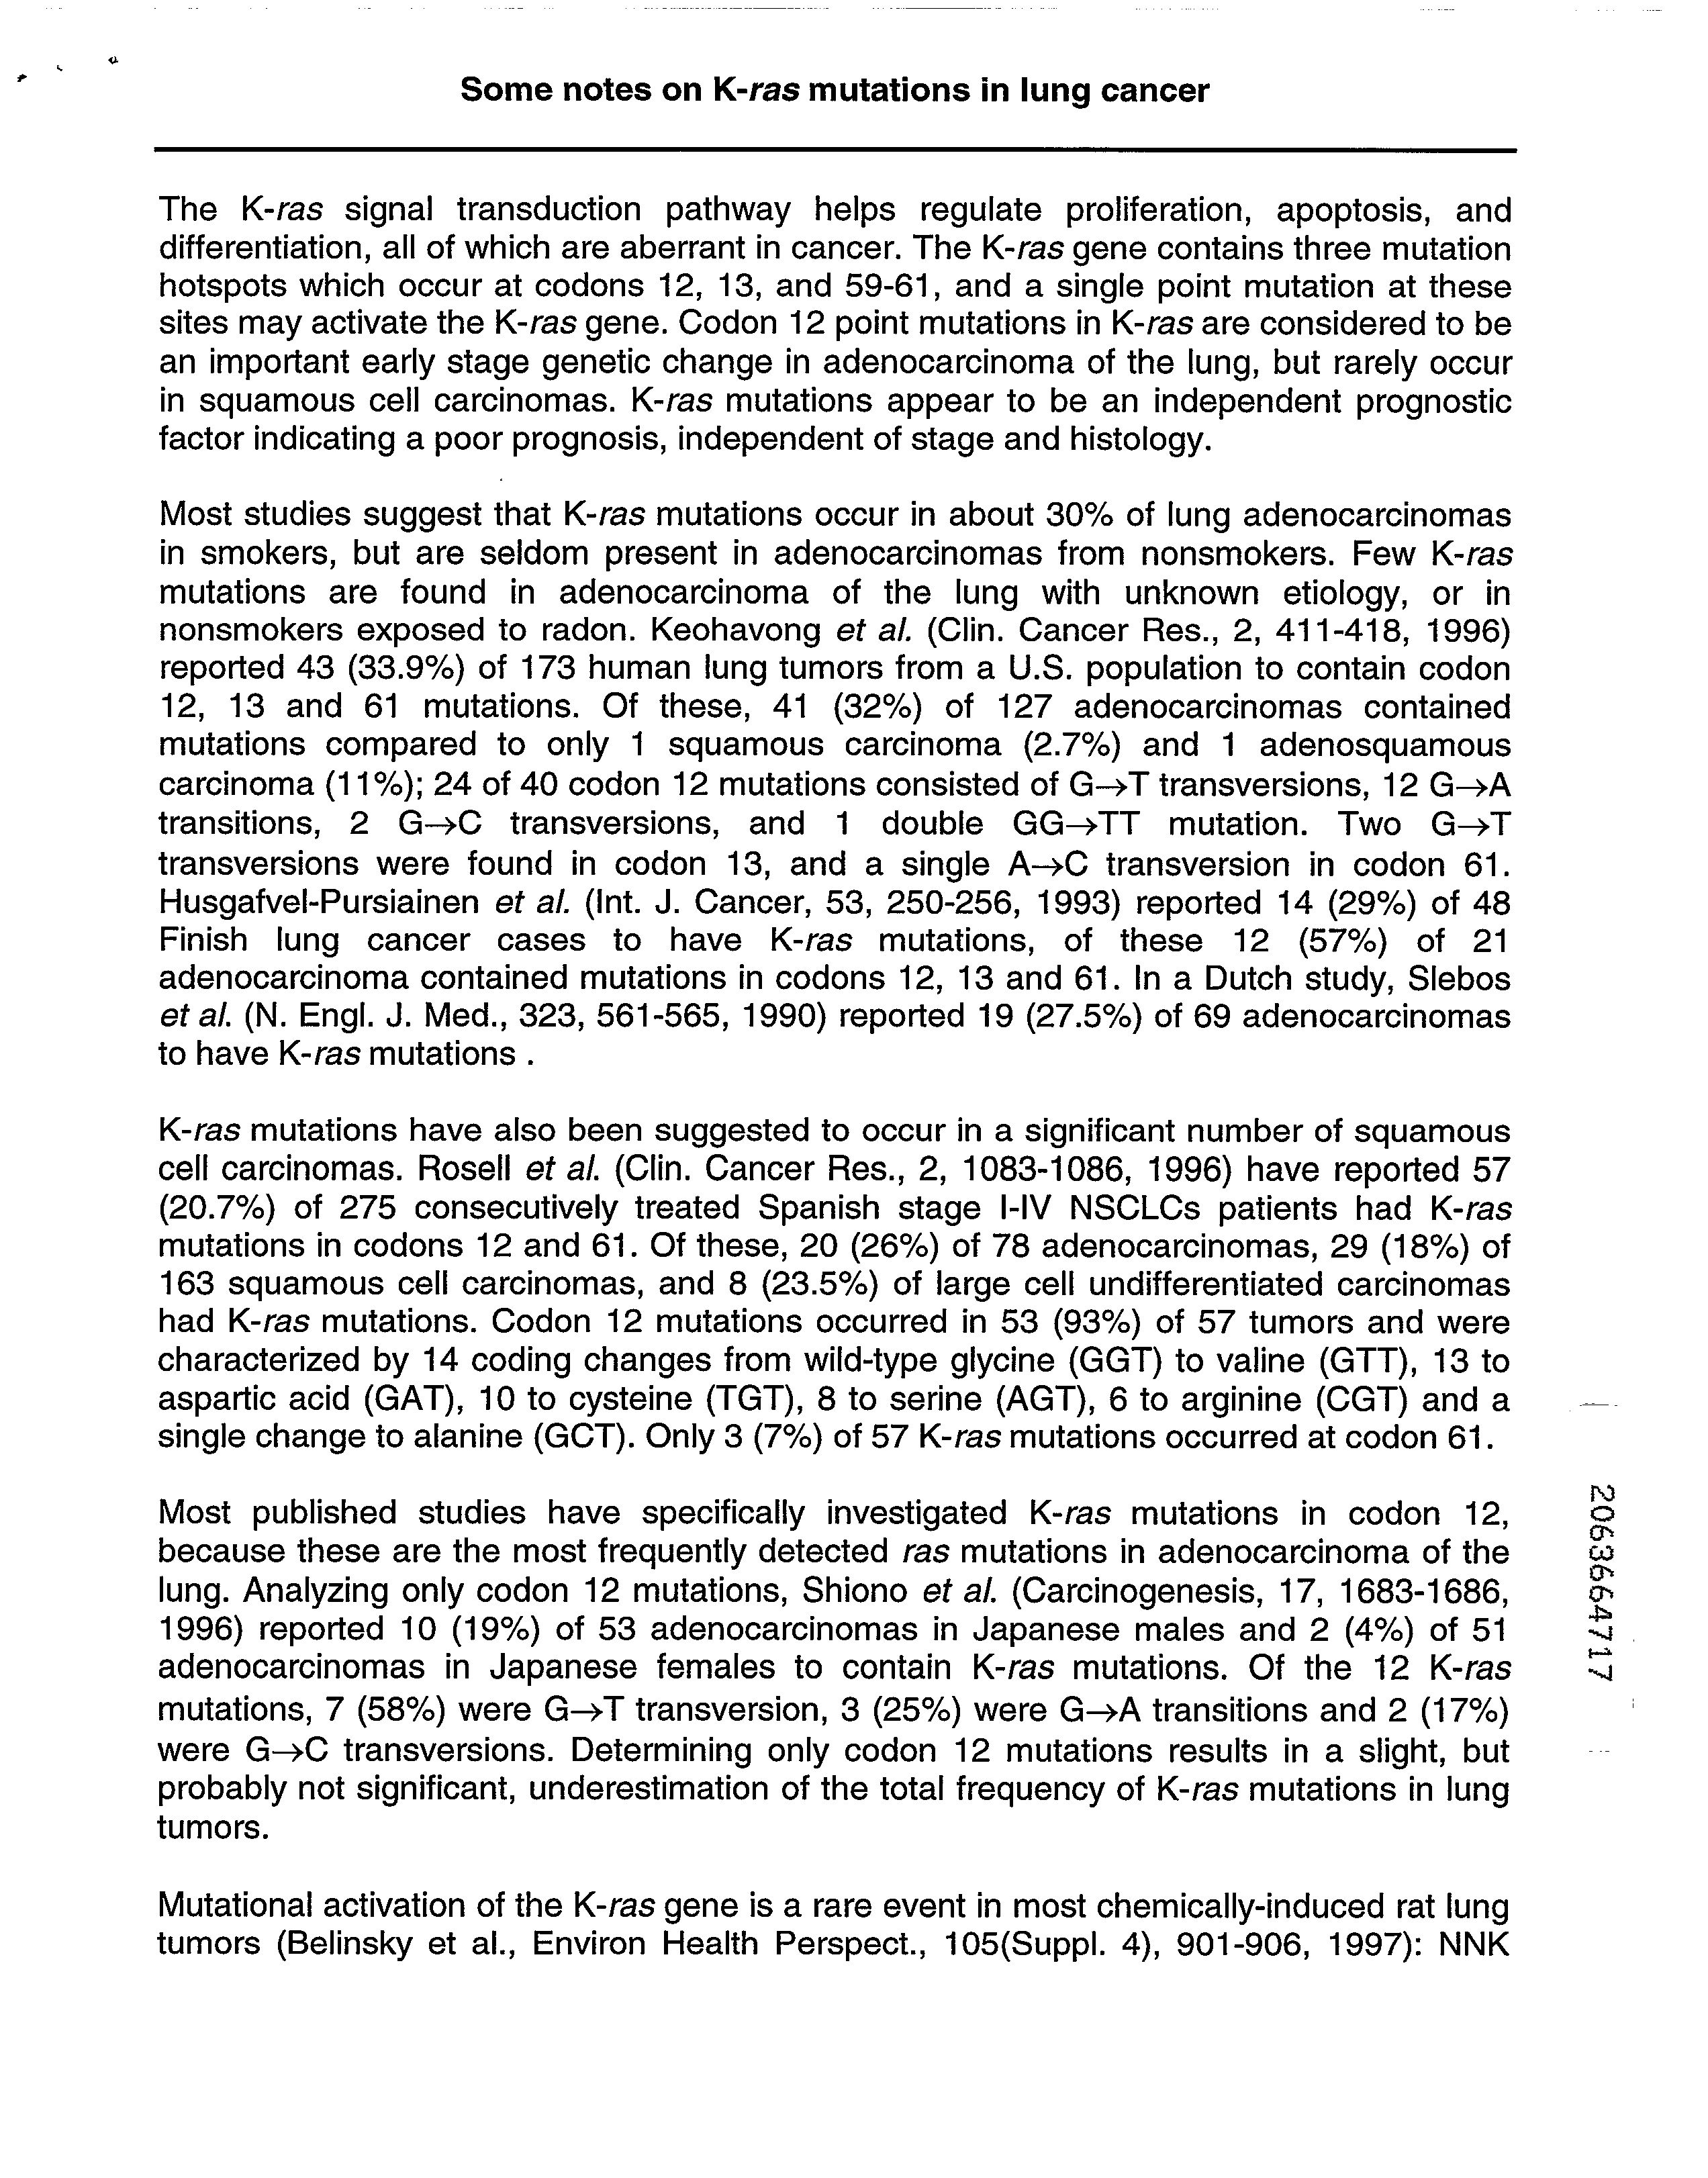 Some notes on K-ras mutations in lung cancer
The K-ras signal transduction pathway helps regulate proliferation, apoptosis, and
differentiation, all of which are aberrant in cancer. The K-ras gene contains three mutation
hotspots which occur at codons 12, 13, and 59-61, and a single point mutation at these
sites may activate the K-ras gene. Codon 12 point mutations in K-ras are considered to be
an important early stage genetic change in adenocarcinoma of the lung, but rarely occur
in squamous cell carcinomas. K-ras mutations appear to be an independent prognostic
factor indicating a poor prognosis, independent of stage and histology.
Most studies suggest that K-ras mutations occur in about 30% of lung adenocarcinomas
in smokers, but are seldom present in adenocarcinomas from nonsmokers. Few K-ras
mutations are found in adenocarcinoma of the lung with unknown etiology, or in
nonsmokers exposed to radon. Keohavong et al. (Clin. Cancer Res., 2, 411-418, 1996)
reported 43 (33.9%) of 173 human lung tumors from a U.S. population to contain codon
12, 13 and 61 mutations. Of these, 41 (32%) of 127 adenocarcinomas contained
mutations compared to only 1 squamous carcinoma (2.7%) and 1 adenosquamous
carcinoma (11%); 24 of 40 codon 12 mutations consisted of G→T transversions, 12 G→A
transitions, 2 G→C transversions, and 1 double GG→TT mutation. Two G→T
transversions were found in codon 13, and a single A→C transversion in codon 61.
Husgafvel-Pursiainen et al. (Int. J. Cancer, 53, 250-256, 1993) reported 14 (29%) of 48
Finish lung cancer cases to have K-ras mutations, of these 12 (57%) of 21
adenocarcinoma contained mutations in codons 12, 13 and 61. In a Dutch study, Slebos
et al. (N. Engl. J. Med., 323, 561-565, 1990) reported 19 (27.5%) of 69 adenocarcinomas
to have K-ras mutations .
K-ras mutations have also been suggested to occur in a significant number of squamous
cell carcinomas. Rosell et al. (Clin. Cancer Res., 2, 1083-1086, 1996) have reported 57
(20.7%) of 275 consecutively treated Spanish stage I-IV NSCLCs patients had K-ras
mutations in codons 12 and 61. Of these, 20 (26%) of 78 adenocarcinomas, 29 (18%) of
163 squamous cell carcinomas, and 8 (23.5%) of large cell undifferentiated carcinomas
had K-ras mutations. Codon 12 mutations occurred in 53 (93%) of 57 tumors and were
characterized by 14 coding changes from wild-type glycine (GGT) to valine (GTT), 13 to
aspartic acid (GAT), 10 to cysteine (TGT), 8 to serine (AGT), 6 to arginine (CGT) and a
single change to alanine (GCT). Only 3 (7%) of 57 K-ras mutations occurred at codon 61.
Most published studies have specifically investigated K-ras mutations in codon 12,
because these are the most frequently detected ras mutations in adenocarcinoma of the
lung. Analyzing only codon 12 mutations, Shiono et al. (Carcinogenesis, 17, 1683-1686,
1996) reported 10 (19%) of 53 adenocarcinomas in Japanese males and 2 (4%) of 51
adenocarcinomas in Japanese females to contain K-ras mutations. Of the 12 K-ras
mutations, 7 (58%) were G→T transversion, 3 (25%) were G→A transitions and 2 (17%)
were G→C transversions. Determining only codon 12 mutations results in a slight, but
probably not significant, underestimation of the total frequency of K-ras mutations in lung
tumors.
Mutational activation of the K-ras gene is a rare event in most chemically-induced rat lung
tumors (Belinsky et al., Environ Health Perspect., 105(Suppl. 4), 901-906, 1997): NNK
2063664717